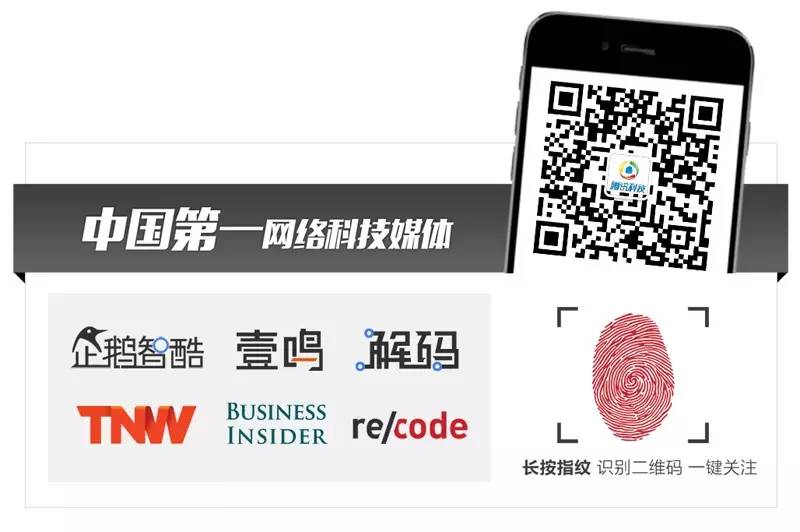 腾讯科技
中国第一网络科技媒体
企鹅智酷 壹鸣 解码
TNW BUSINESS INSIDER re/code
长按指纹 识别二维码 一键关注